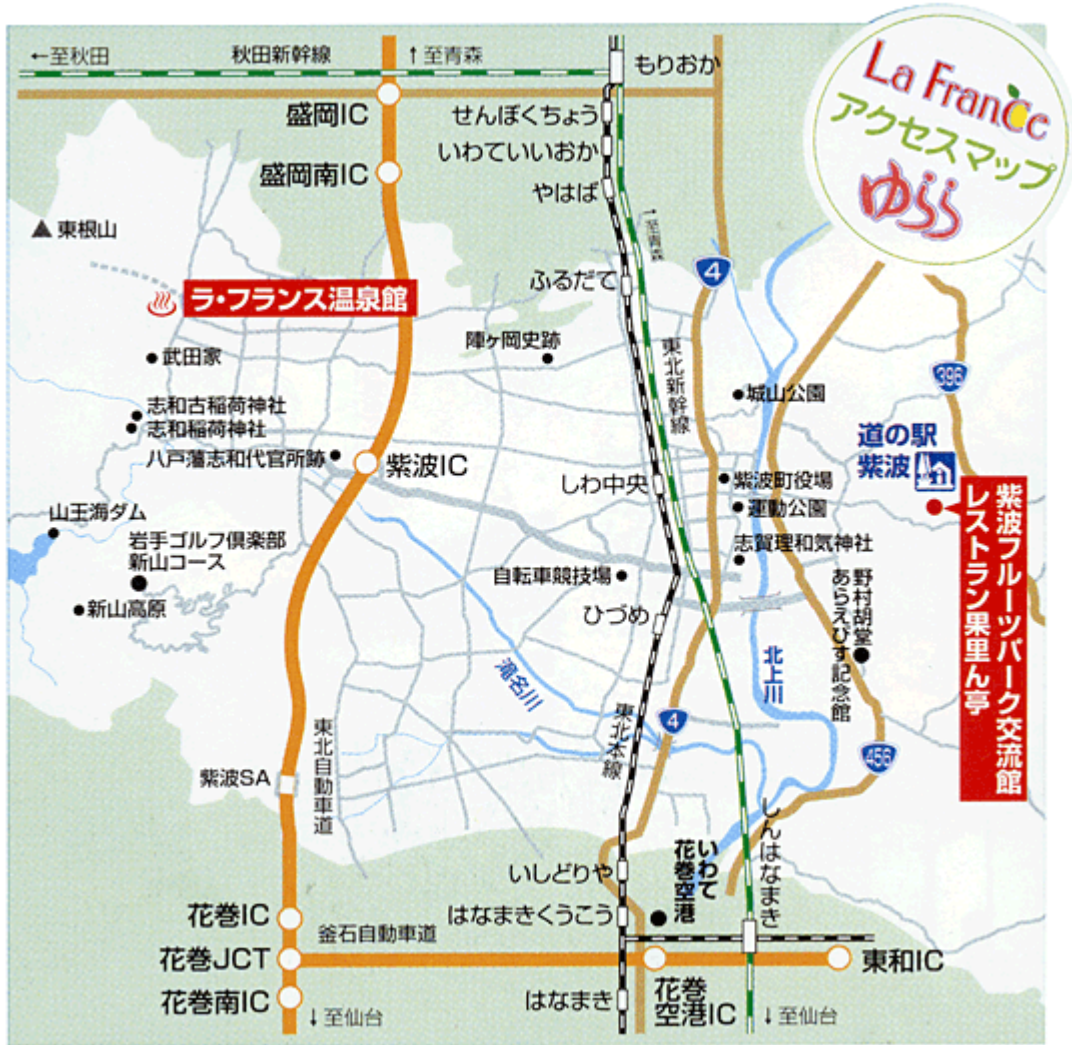 ←至秋田
秋田新幹線
↑至青森
もりおか
La France
アクセスマップ
ゆらら
盛岡IC
せんぼくちょう
いわていいおか
盛岡南IC
やはば
▲東根山
↑至青森
4
ふるだて
ラ・フランス温泉館
陣ヶ岡史跡
東北新幹線
武田家
396
城山公園
志和古稲荷神社
志和稲荷神社
道の駅
紫波
八戸藩志和代官所跡
紫波IC
しわ中央
紫波町役場
運動公園
紫波フルーツパーク交流館
レストラン果里ん亭
山王海ダム
岩手ゴルフ倶楽部
新山コース
志賀理和気神社
自転車競技場
新山高原
ひづめ
野村胡堂
あらえびす記念館
北上川
滝名川
東北本線
4
456
東北自動車道
紫波SA
しんはなまき
いわて
花巻空港
いしどりや
花巻IC
はなまきくうこう
釜石自動車道
花巻JCT
東和IC
花巻南IC
はなまき
花巻
空港IC
↓至仙台
↓至仙台